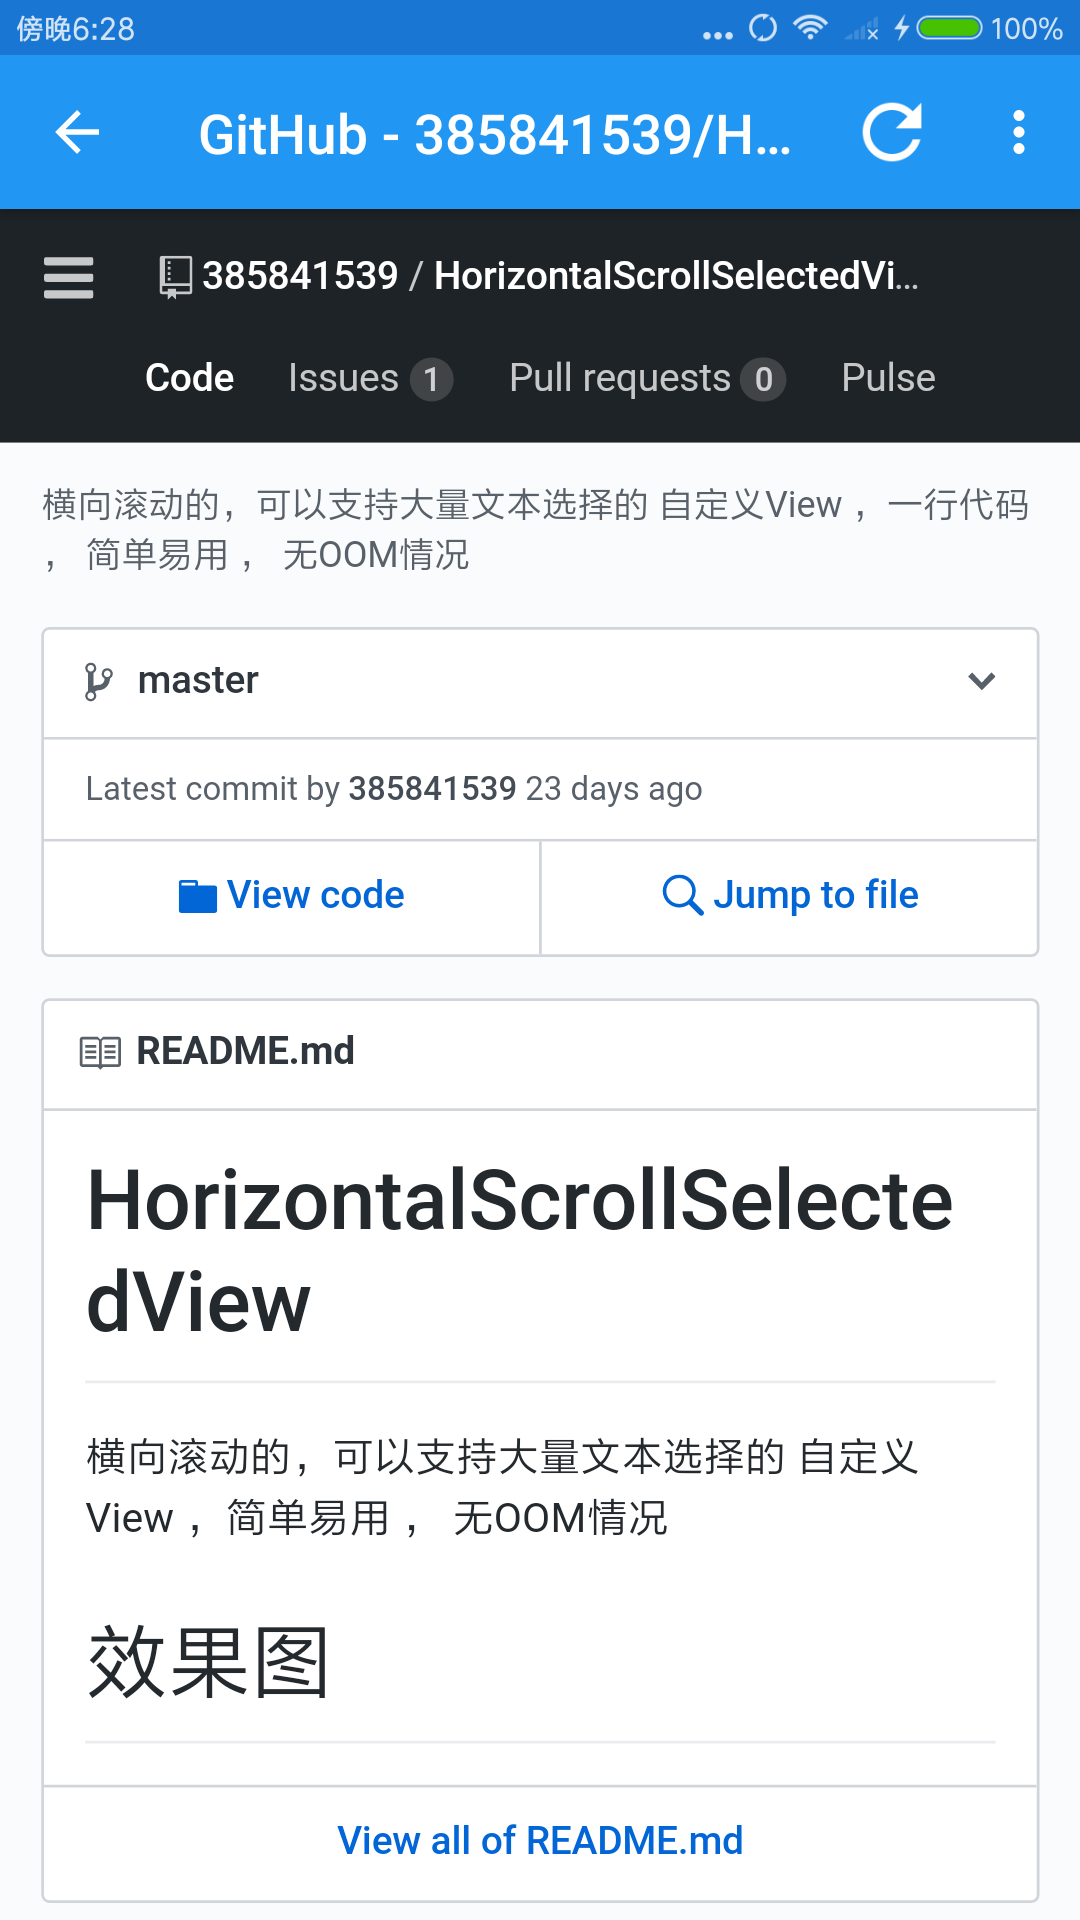 傍晚6:28
100%
GitHub - 385841539/H...
385841539 / HorizontalScrollSelectedVi...
Code Issues 1 Pull requests 0 Pulse
横向滚动的，可以支持大量文本选择的 自定义View ，一行代码
， 简单易用 ， 无OOM情况
master
Latest commit by 385841539 23 days ago
View code Jump to file
README.md
HorizontalScrollSelecte
dView
横向滚动的，可以支持大量文本选择的 自定义
View ，简单易用 ， 无OOM情况
效果图
View all of README.md